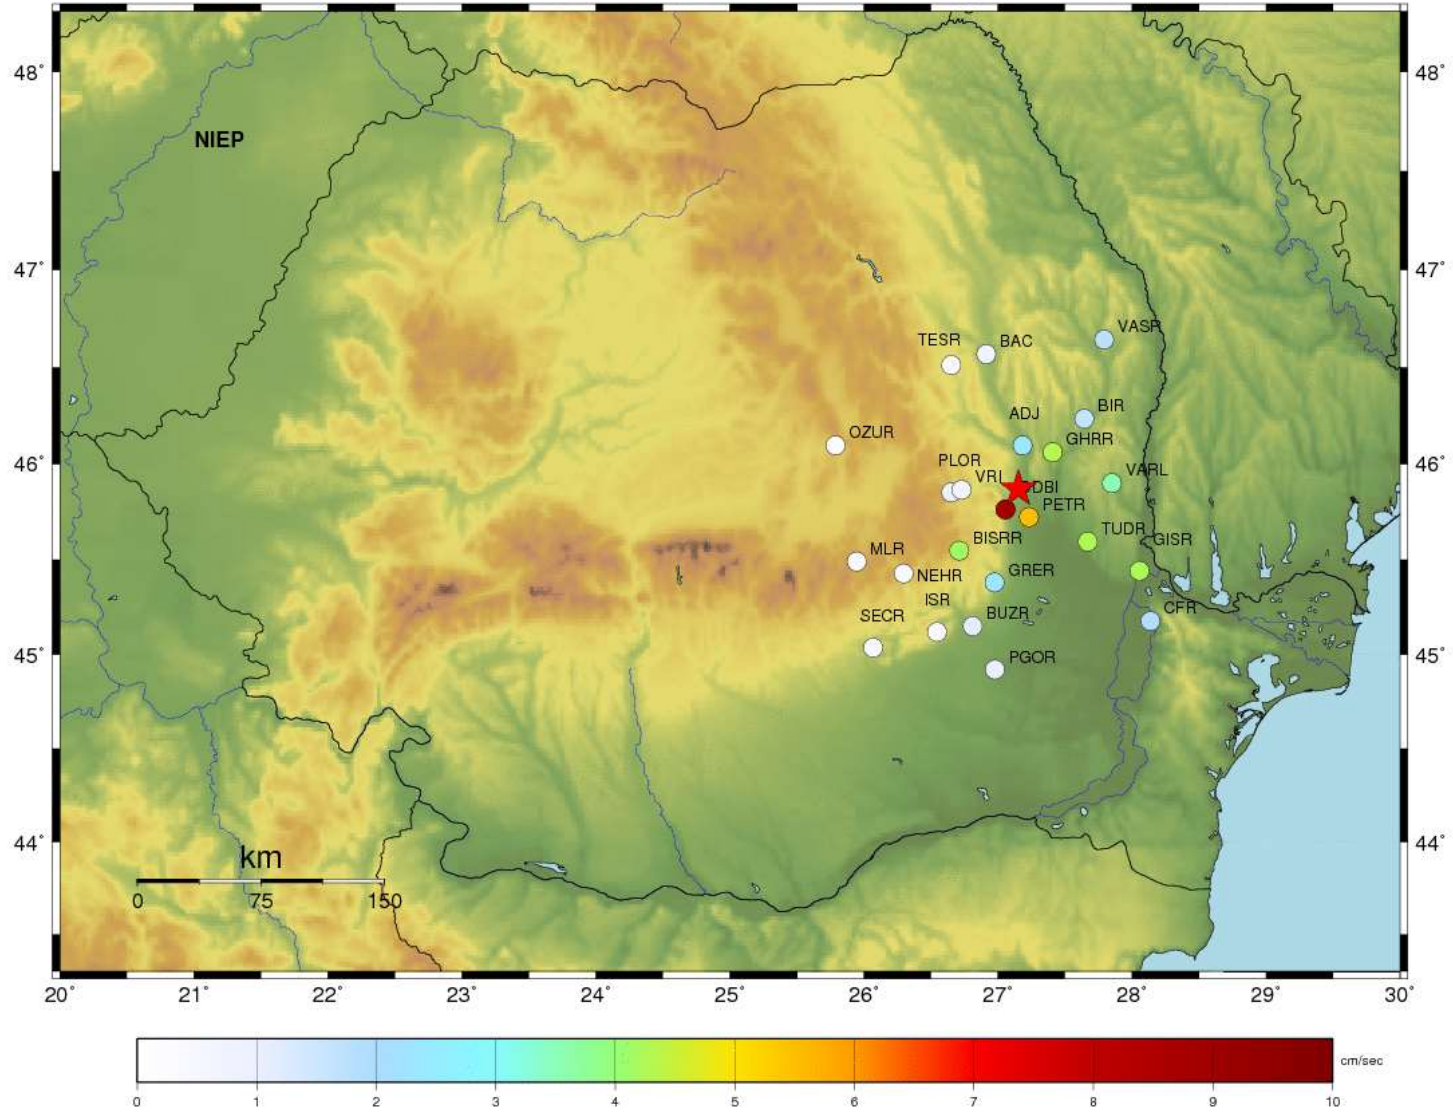 48° 48°
NIEP
47° 47°
TESR BAC VASR
ADJ BIR
OZUR GHRR
46° 46°
PLOR VRI VARL
DBI
PETR
TUDR GISR
MLR BISRR
NEHR GRER
ISR
SECR BUZR CFR
45° 45°
PGOR
44° 44°
km
0 75 150
20° 21° 22° 23° 24° 25° 26° 27° 28° 29° 30°
cm/sec
0 1 2 3 4 5 6 7 8 9 10